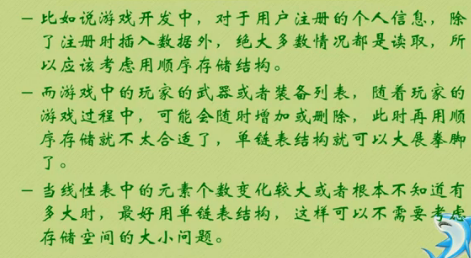 – 比如说游戏开发中，对于用户注册的个人信息，除
了注册时插入数据外，绝大多数情况都是读取，所
以应该考虑用顺序存储结构。
– 而游戏中的玩家的武器或者装备列表，随着玩家的
游戏过程中，可能会随时增加或删除，此时再用顺
序存储就不太合适了，单链表结构就可以大展拳脚
了。
– 当线性表中的元素个数变化较大或者根本不知道有
多大时，最好用单链表结构，这样可以不需要考虑
存储空间的大小问题。